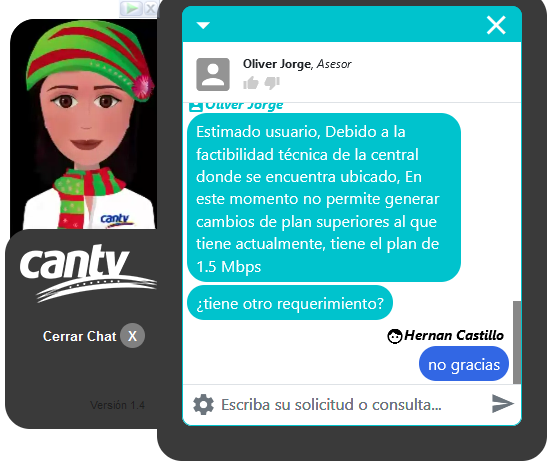 X
Oliver Jorge, Asesor
Oliver Jorge
Estimado usuario, Debido a la
factibilidad técnica de la central
donde se encuentra ubicado, En
este momento no permite generar
cambios de plan superiores al que
tiene actualmente, tiene el plan de
1.5 Mbps
¿tiene otro requerimiento?
Hernan Castillo
no gracias
Escriba su solicitud o consulta...
cantv
cantv
Cerrar Chat X
Versión 1.4